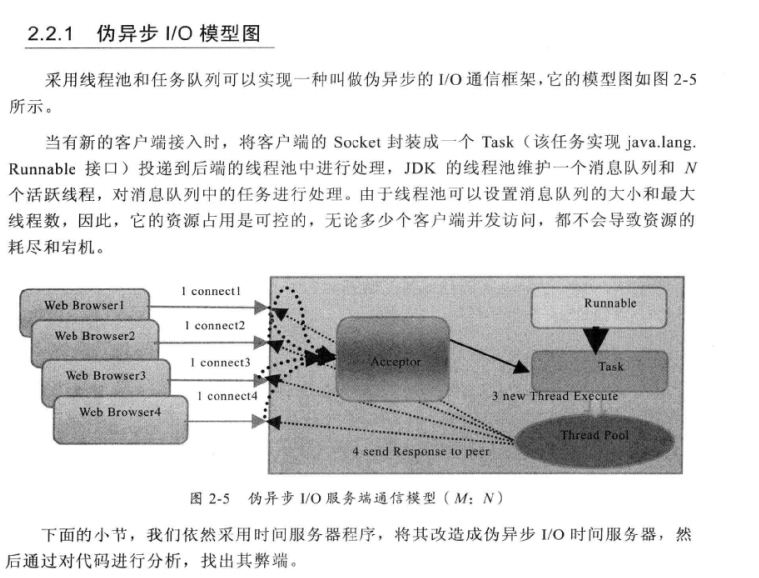 2.2.1 伪异步 I/O 模型图
采用线程池和任务队列可以实现一种叫做伪异步的 I/O 通信框架，它的模型图如图 2-5
所示。
当有新的客户端接入时，将客户端的 Socket 封装成一个 Task（该任务实现 java.lang.
Runnable 接口）投递到后端的线程池中进行处理，JDK 的线程池维护一个消息队列和 N
个活跃线程，对消息队列中的任务进行处理。由于线程池可以设置消息队列的大小和最大
线程数，因此，它的资源占用是可控的，无论多少个客户端并发访问，都不会导致资源的
耗尽和宕机。
1 connect1
Web Browser1
Runnable
1 connect2
Web Browser2
Acceptor
1 connect3
Task
Web Browser3
1 connect4
3 new Thread Execute
Web Browser4
Thread Pool
4 send Response to peer
图 2-5 伪异步 I/O 服务端通信模型（M：N）
下面的小节，我们依然采用时间服务器程序，将其改造成伪异步 I/O 时间服务器，然
后通过对代码进行分析，找出其弊端。